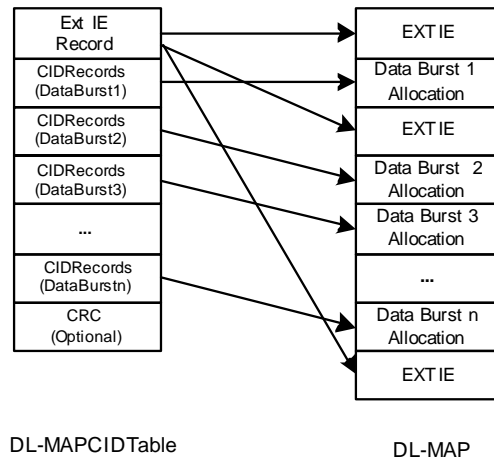 Ext IE
Record
CIDRecords
(DataBurst1)
CIDRecords
(DataBurst2)
CIDRecords
(DataBurst3)
...
CIDRecords
(DataBurstn)
CRC
(Optional)
DL-MAPCIDTable
EXT IE
Data Burst 1
Allocation
EXT IE
Data Burst 2
Allocation
Data Burst 3
Allocation
...
Data Burst n
Allocation
EXT IE
DL-MAP